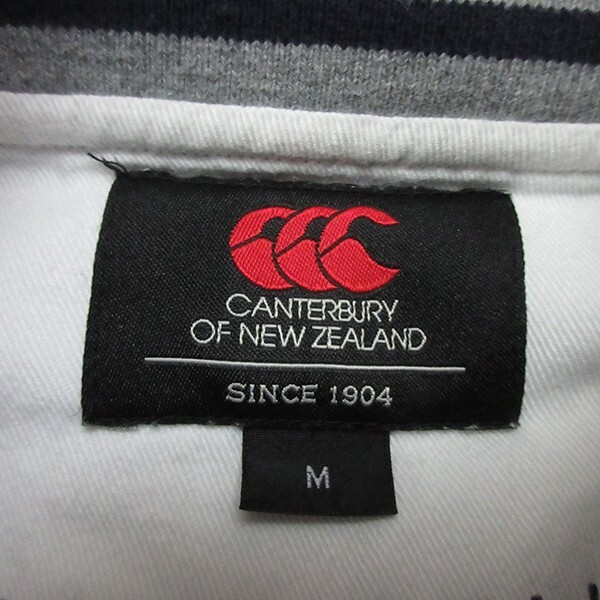 CANTERBURY
OF NEW ZEALAND
SINCE 1904
M